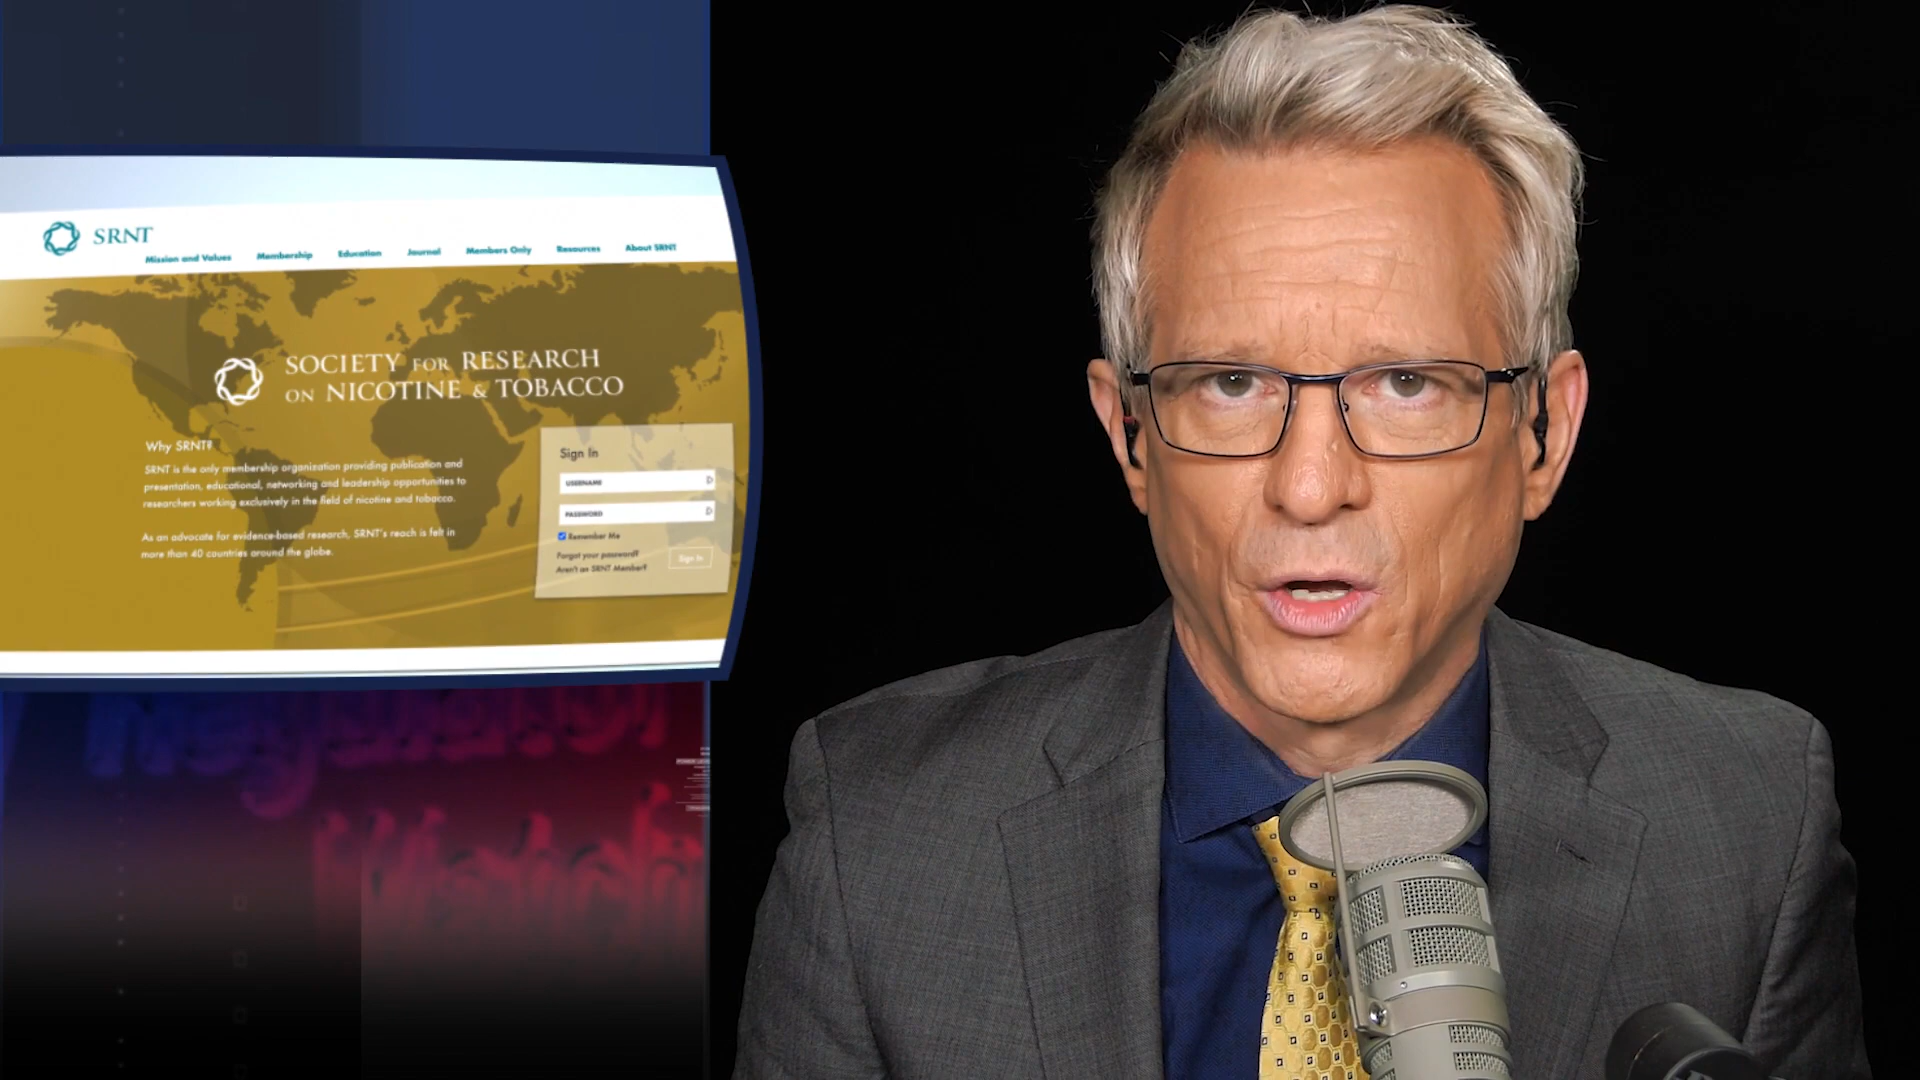 SRNT
Mission and Values
Membership
Education
Journal
Members Only
Resources
About SRNT
SOCIETY FOR RESEARCH
ON NICOTINE & TOBACCO
Why SRNT?
SRNT is the only membership organization providing publication and
presentation, educational, networking and leadership opportunities to
researchers working exclusively in the field of nicotine and tobacco.
As an advocate for evidence-based research, SRNT's reach is felt in
more than 40 countries around the globe.
Sign In
USERNAME
PASSWORD
Remember Me
Forgot your password?
Aren't an SRNT Member?
Sign In